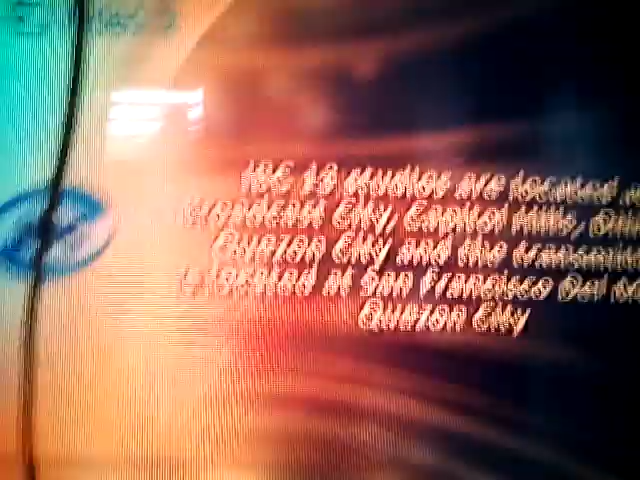 IBC 13 studios are located
Broadcast City, Capitol Hills,
Quezon City and the
is located at San Francisco Del
Quezon City